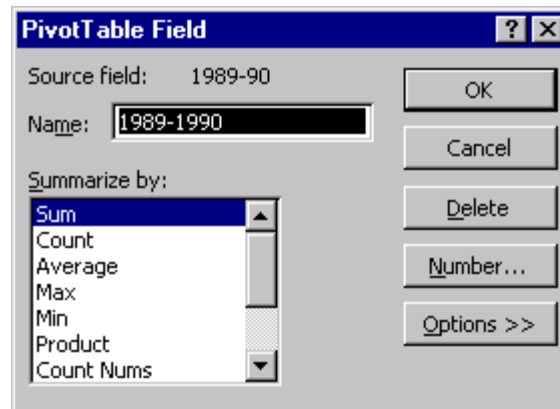 PivotTable Field
Source field: 1989-90
Name: 1989-1990
Summarize by:
Sum
Count
Average
Max
Min
Product
Count Nums
OK
Cancel
Delete
Number...
Options >>